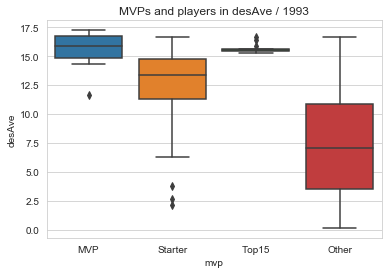 MVPs and players in desAve / 1993
17.5
15.0
12.5
10.0
7.5
5.0
2.5
0.0
desAve
MVP Starter Top15 Other
mvp